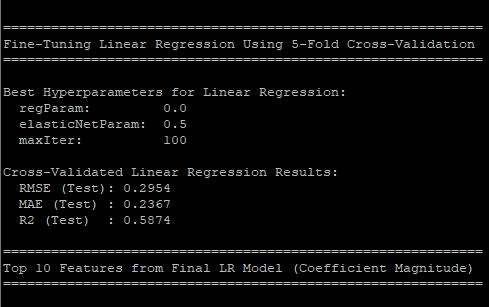 ============================================================
Fine-Tuning Linear Regression Using 5-Fold Cross-Validation
============================================================
Best Hyperparameters for Linear Regression:
  regParam:         0.0
  elasticNetParam:  0.5
  maxIter:          100
Cross-Validated Linear Regression Results:
  RMSE (Test): 0.2954
  MAE (Test) : 0.2367
  R2 (Test)  : 0.5874
============================================================
Top 10 Features from Final LR Model (Coefficient Magnitude)
============================================================